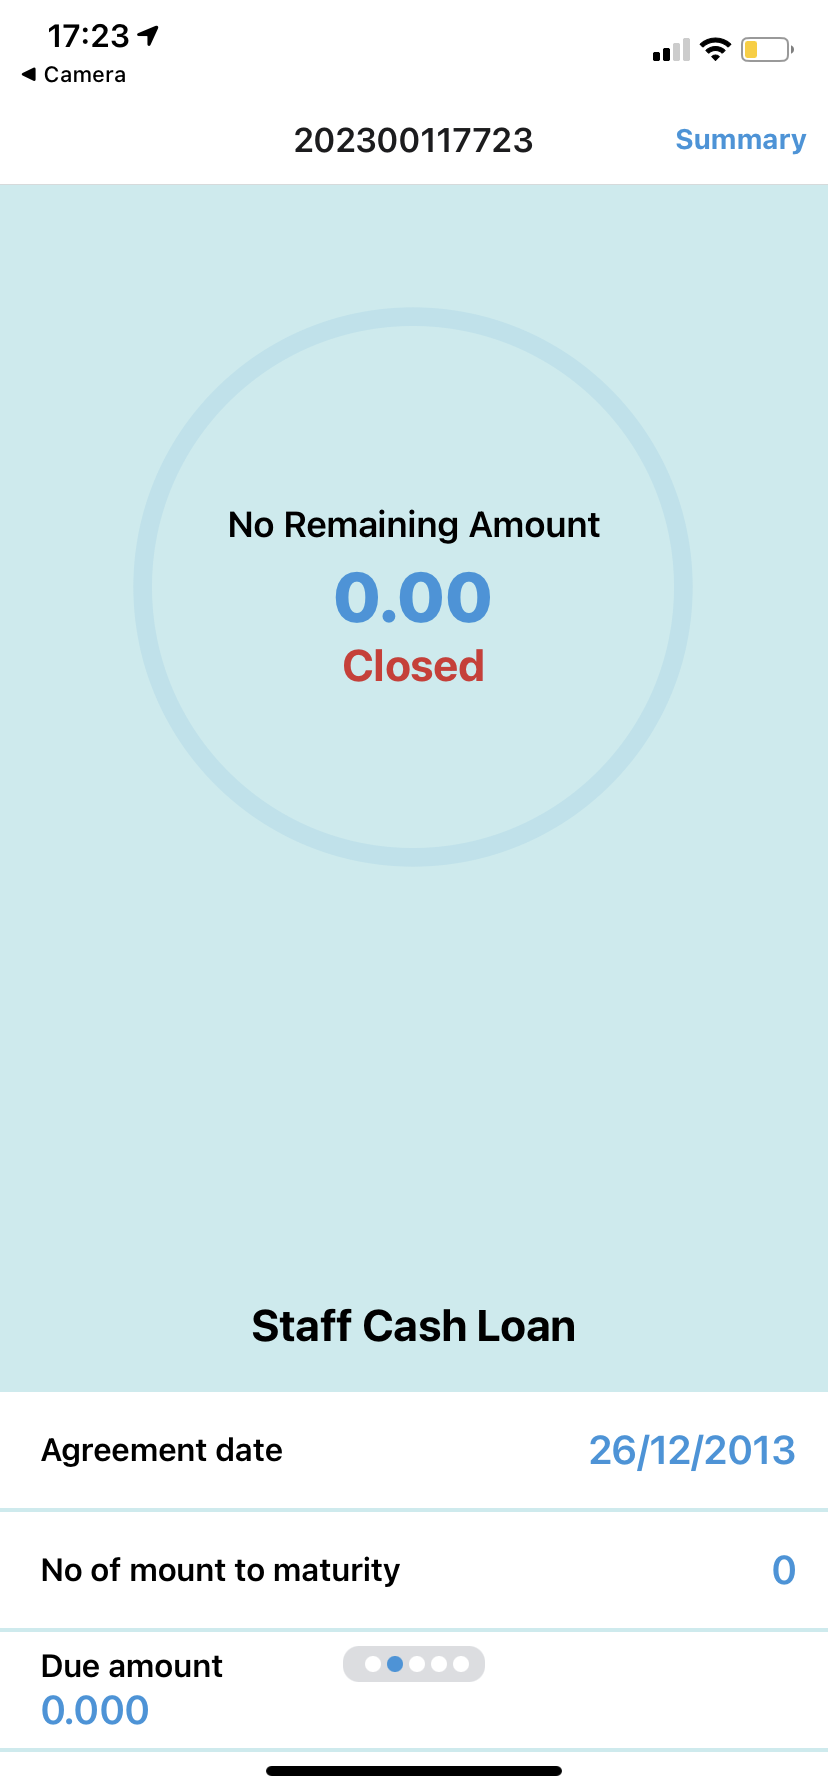 17:23
Camera
202300117723
Summary
No Remaining Amount
0.00
Closed
Staff Cash Loan
Agreement date
26/12/2013
No of mount to maturity
0
Due amount
0.000